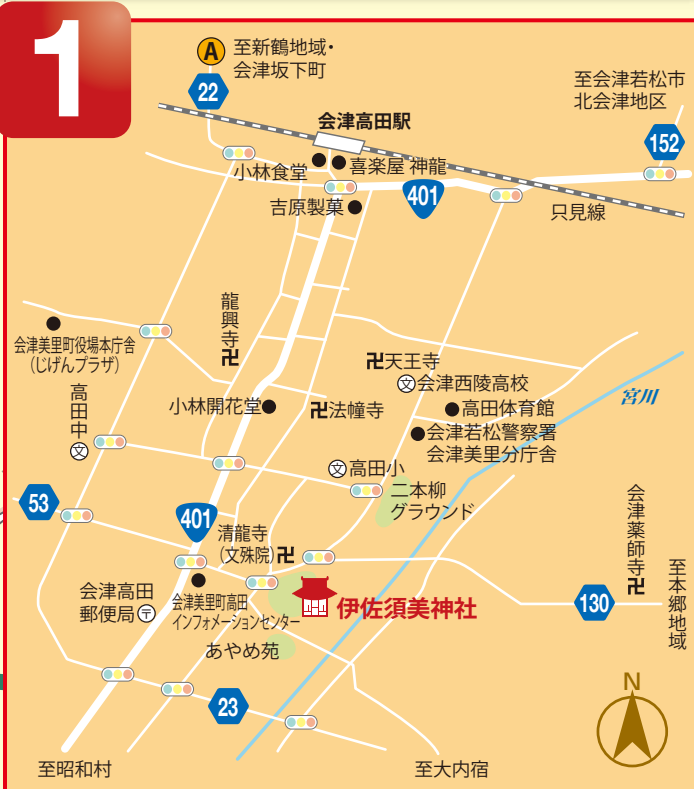 1
A
至新鶴地域・
会津坂下町
22
会津高田駅
至会津若松市
北会津地区
152
小林食堂
喜楽屋 神龍
401
吉原製菓
只見線
龍興寺卍
会津美里町役場本庁舎
（じげんプラザ）
卍天王寺
文会津西陵高校
宮川
高田中文
小林開花堂
卍法幢寺
高田体育館
会津若松警察署
会津美里分庁舎
文高田小
二本柳
グラウンド
53
401
清龍寺
（文殊院）卍
会津薬師寺卍
至本郷地域
会津高田
郵便局〒
会津美里町高田
インフォメーションセンター
伊佐須美神社
130
あやめ苑
23
N
至昭和村
至大内宿